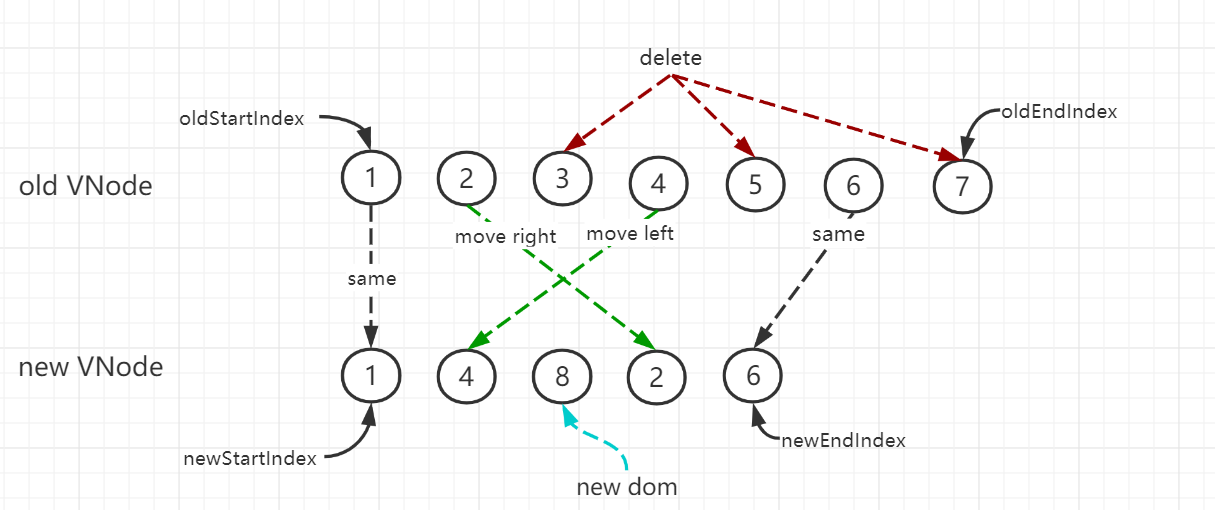 delete
oldStartIndex
oldEndIndex
old VNode
1 2 3 4 5 6 7
move right
move left
same
same
new VNode
1 4 8 2 6
newStartIndex
newEndIndex
new dom